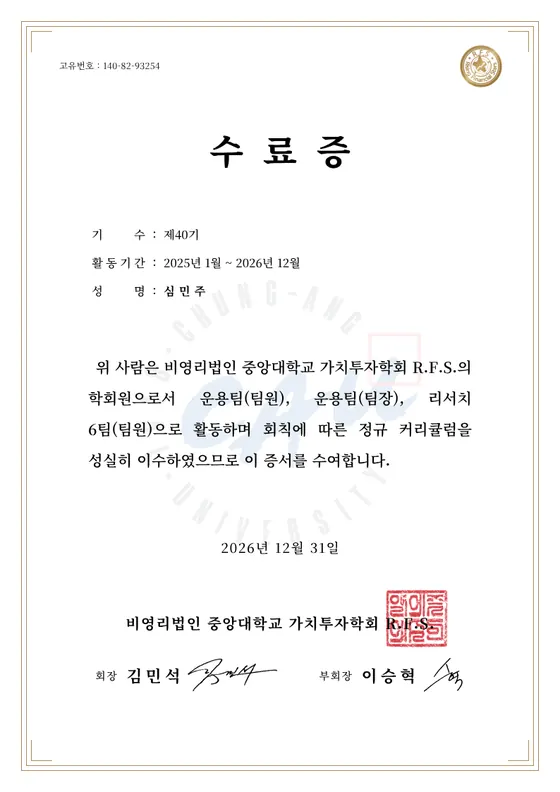 고유번호 : 140-82-93254
수 료 증
기 수 : 제40기
활동기간 : 2025년 1월 ~ 2026년 12월
성 명 : 심민주
CHUNG-ANG
CAU
UNIVERSITY
위 사람은 비영리법인 중앙대학교 가치투자학회 R.F.S.의
학회원으로서 운용팀(팀원), 운용팀(팀장), 리서치
6팀(팀원)으로 활동하며 회칙에 따른 정규 커리큘럼을
성실히 이수하였으므로 이 증서를 수여합니다.
2026년 12월 31일
비영리법인 중앙대학교 가치투자학회 R.F.S.
회장 김민석
부회장 이승혁